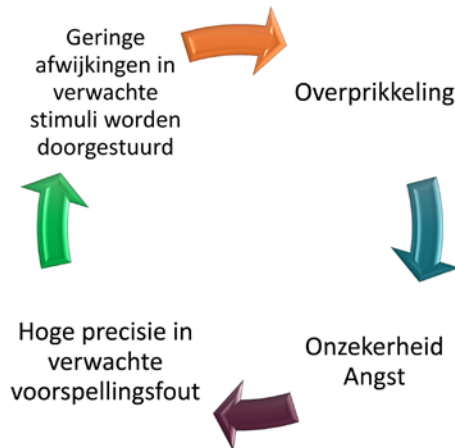 Geringe
afwijkingen in
verwachte
stimuli worden
doorgestuurd
Overprikkeling
Onzekerheid
Angst
Hoge precisie in
verwachte
voorspellingsfout